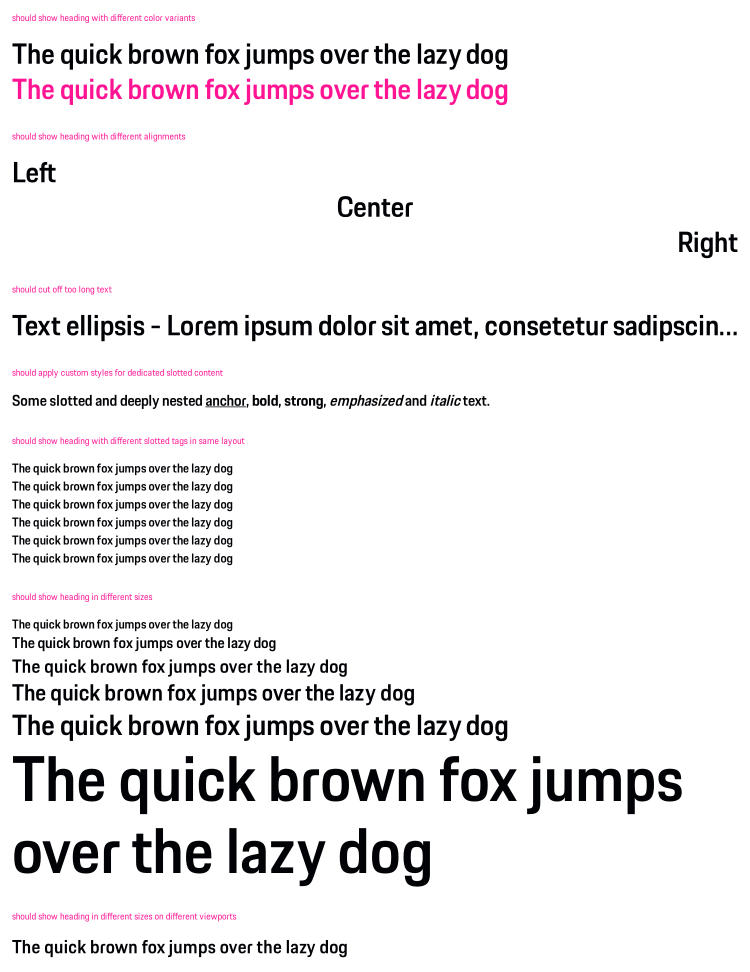 should show heading with different color variants
The quick brown fox jumps over the lazy dog
The quick brown fox jumps over the lazy dog
should show heading with different alignments
Left
Center
Right
should cut off too long text
Text ellipsis - Lorem ipsum dolor sit amet, consetetur sadipscin...
should apply custom styles for dedicated slotted content
Some slotted and deeply nested anchor, bold, strong, emphasized and italic text.
should show heading with different slotted tags in same layout
The quick brown fox jumps over the lazy dog
The quick brown fox jumps over the lazy dog
The quick brown fox jumps over the lazy dog
The quick brown fox jumps over the lazy dog
The quick brown fox jumps over the lazy dog
The quick brown fox jumps over the lazy dog
should show heading in different sizes
The quick brown fox jumps over the lazy dog
The quick brown fox jumps over the lazy dog
The quick brown fox jumps over the lazy dog
The quick brown fox jumps over the lazy dog
The quick brown fox jumps over the lazy dog
The quick brown fox jumps
over the lazy dog
should show heading in different sizes on different viewports
The quick brown fox jumps over the lazy dog